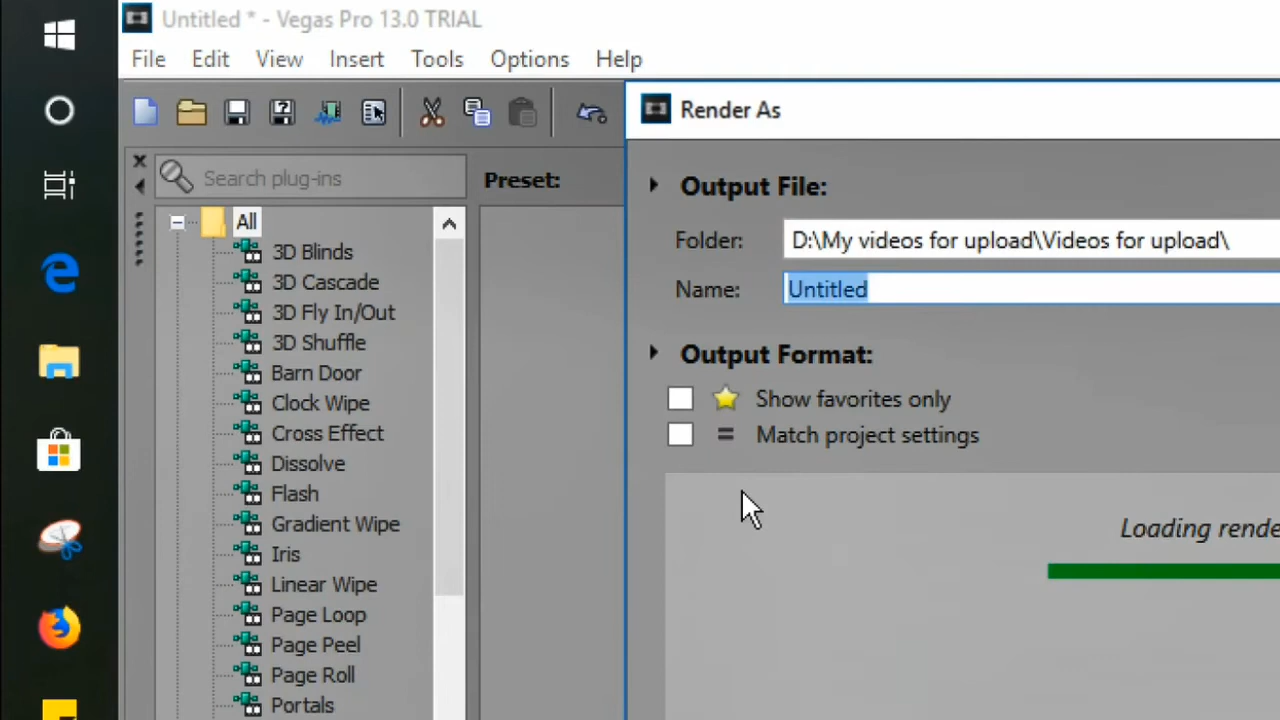 Untitled * - Vegas Pro 13.0 TRIAL
File Edit View Insert Tools Options Help
Render As
Search plug-ins
Preset:
Output File:
Folder: D:\My videos for upload\Videos for upload\
Name: Untitled
Output Format:
Show favorites only
= Match project settings
Loading rende
All
3D Blinds
3D Cascade
3D Fly In/Out
3D Shuffle
Barn Door
Clock Wipe
Cross Effect
Dissolve
Flash
Gradient Wipe
Iris
Linear Wipe
Page Loop
Page Peel
Page Roll
Portals